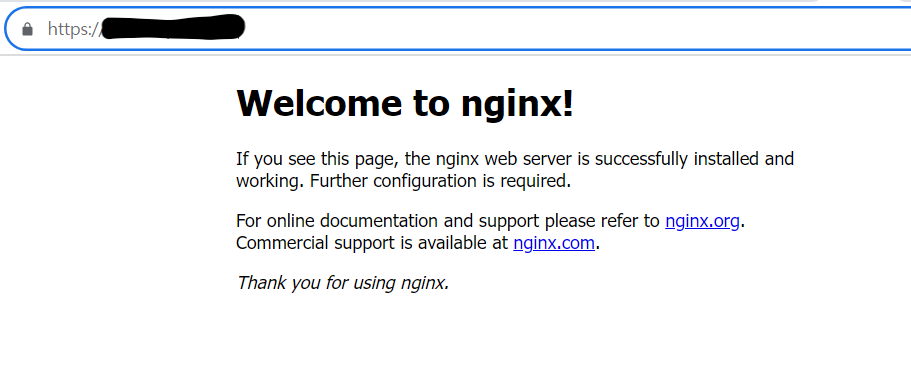 https://
Welcome to nginx!
If you see this page, the nginx web server is successfully installed and
working. Further configuration is required.
For online documentation and support please refer to nginx.org.
Commercial support is available at nginx.com.
Thank you for using nginx.